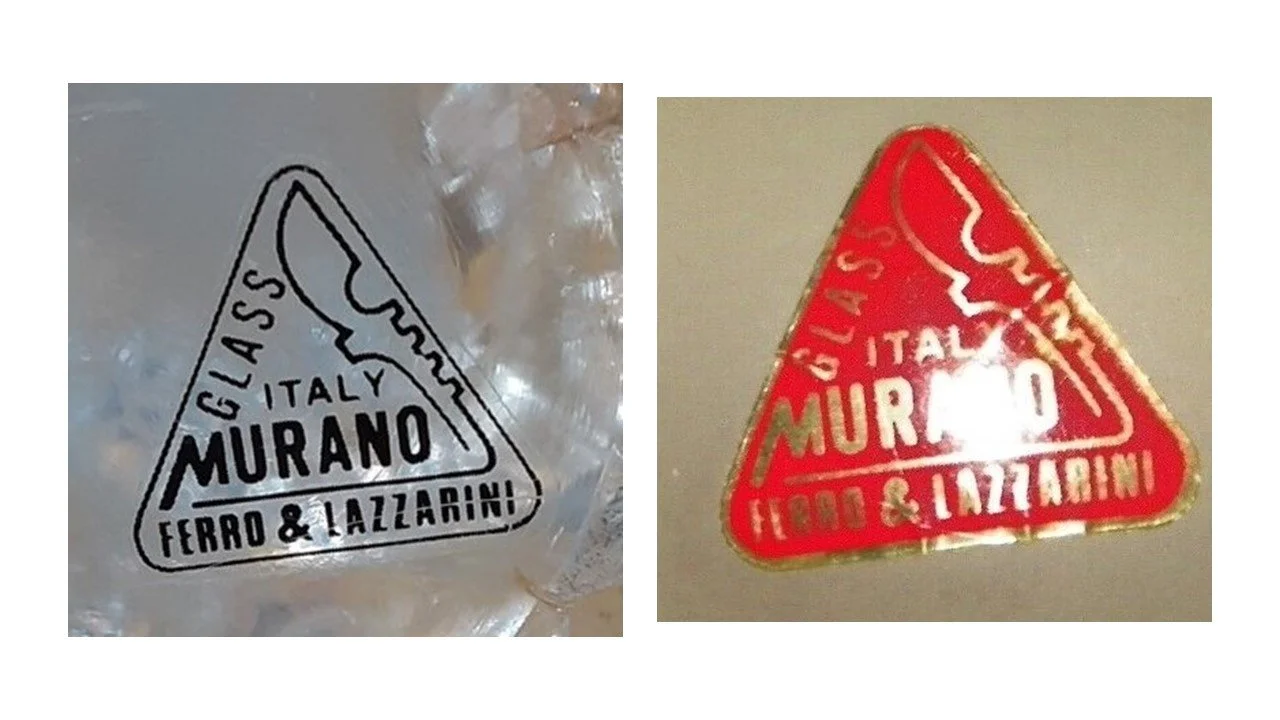 GLASS
ITALY
MURANO
FERRO & LAZZARINI
GLASS
ITALY
MURANO
FERRO & LAZZARINI